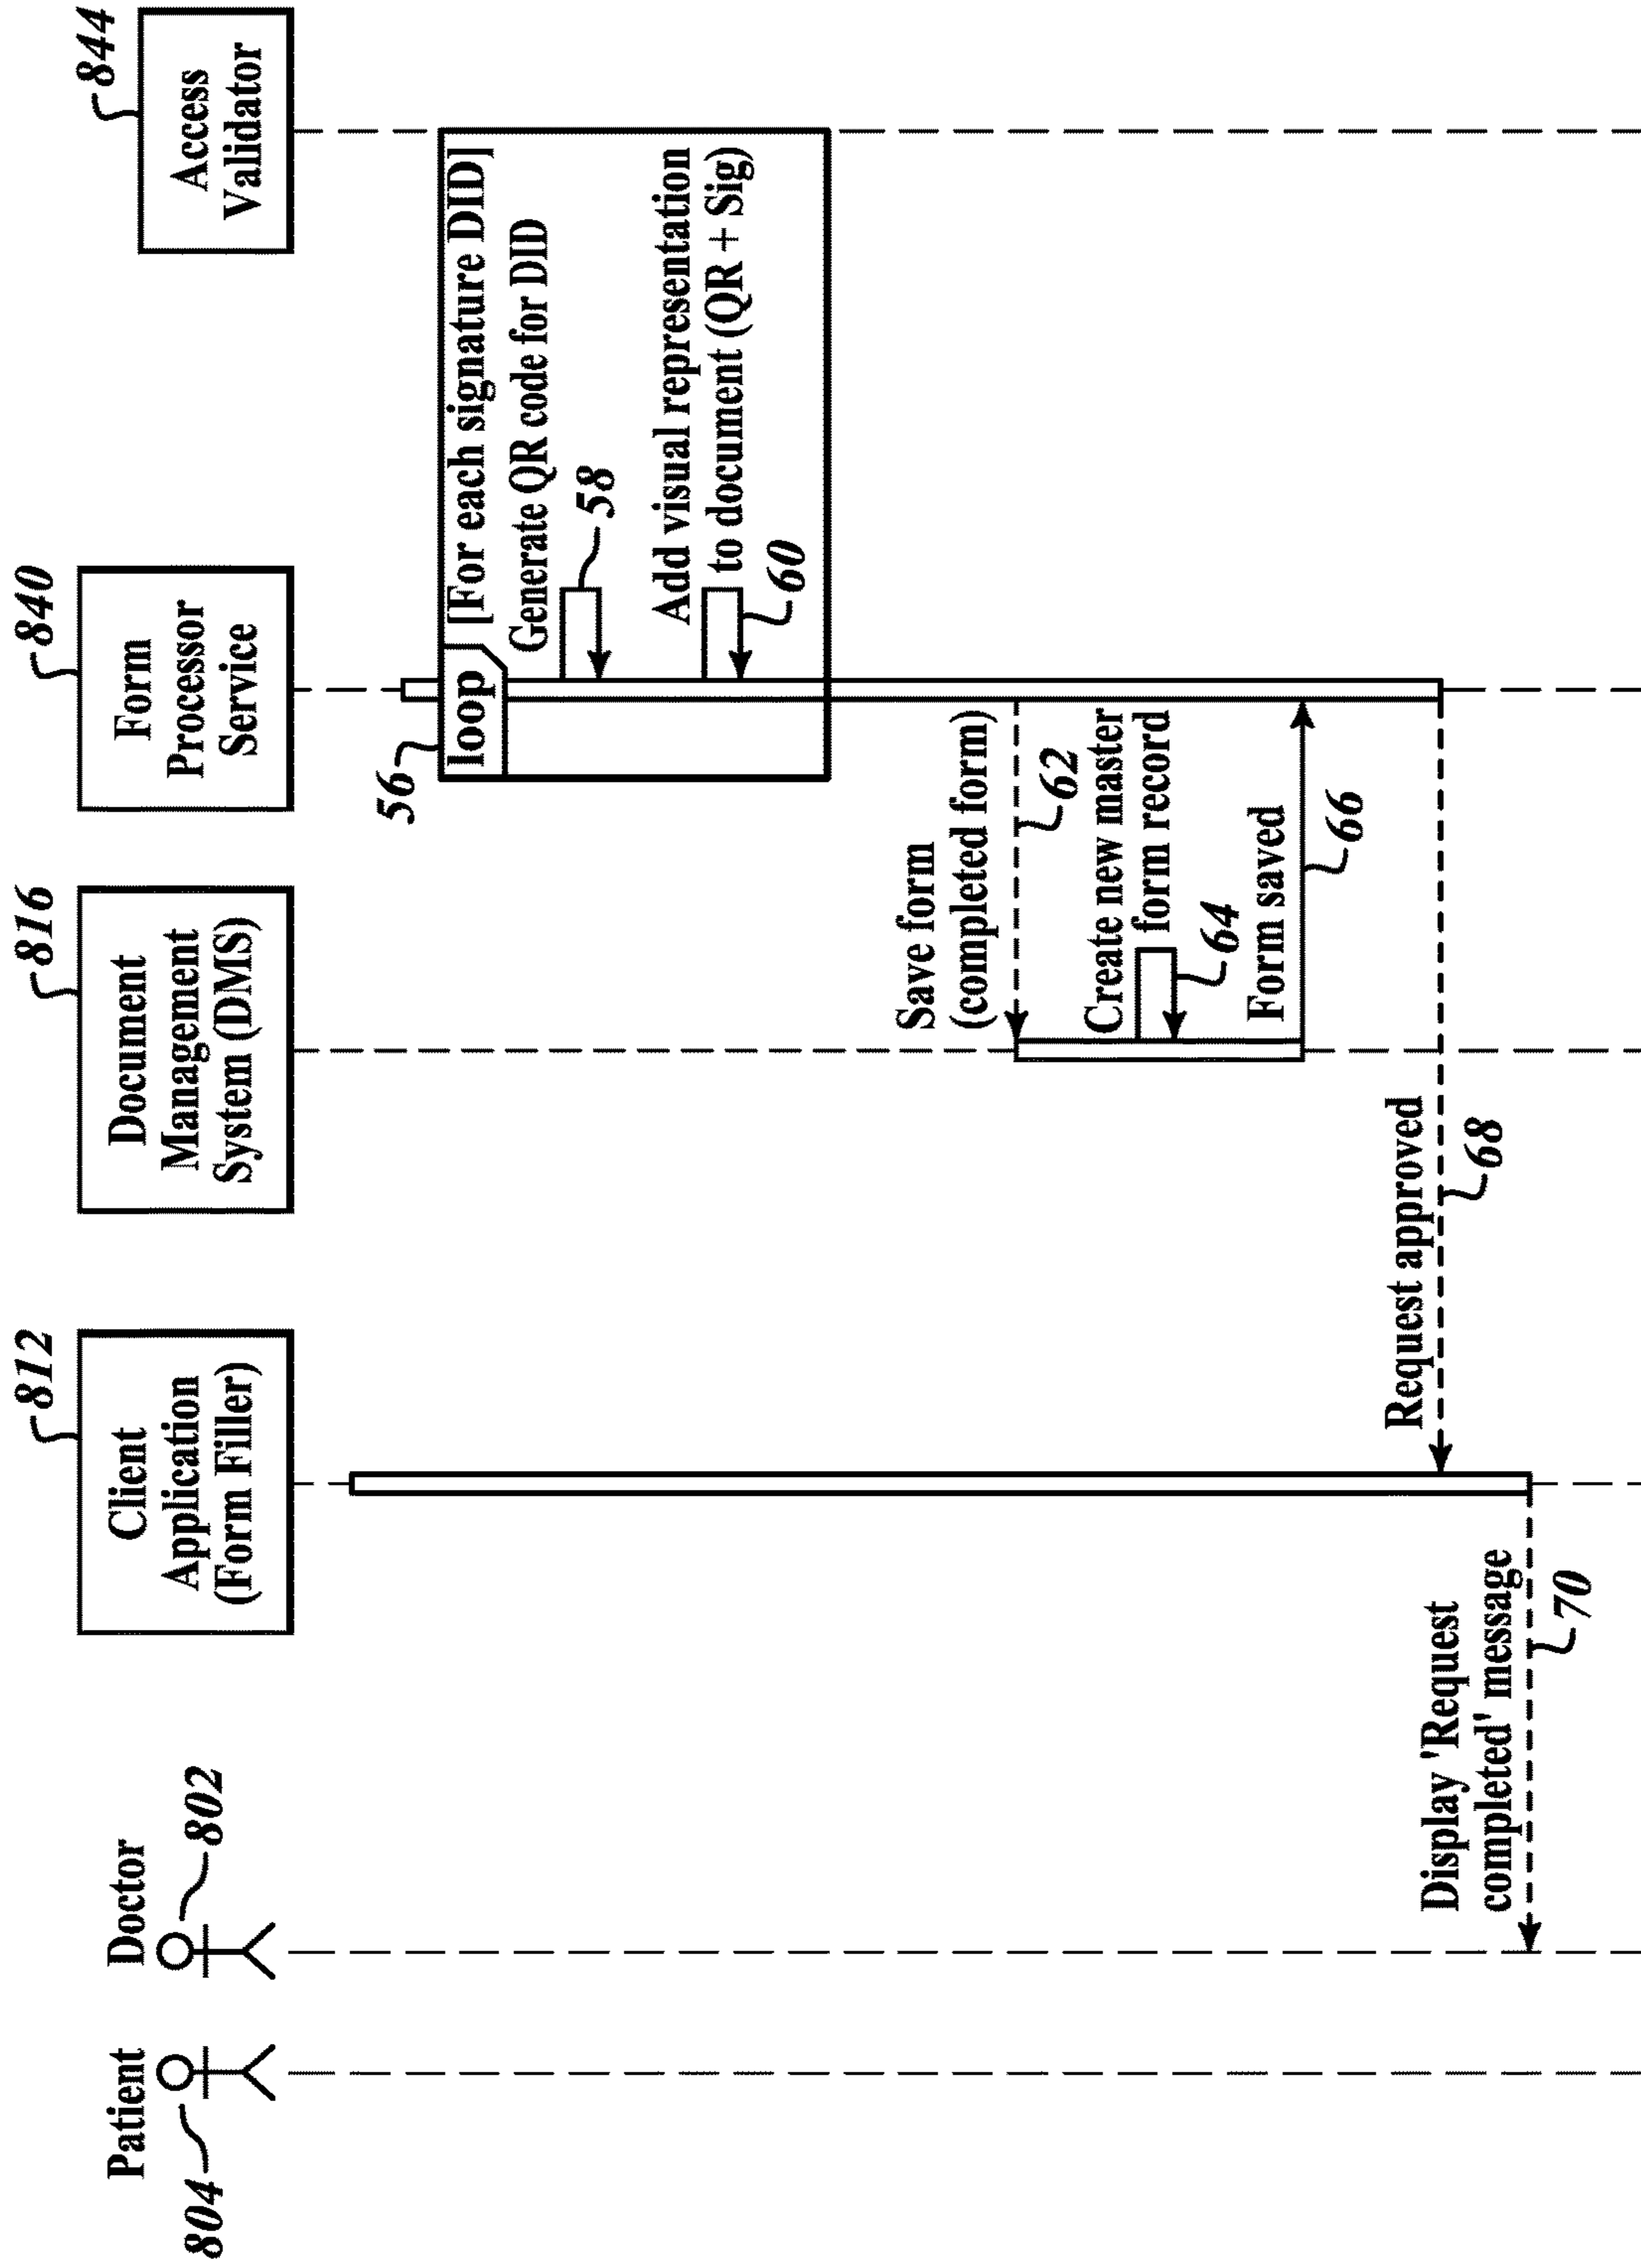 Patient
804
Doctor
802
812
Client
Application
(Form Filler)
816
Document
Management
System (DMS)
840
Form
Processor
Service
844
Access
Validator
56
loop
[For each signature DID]
Generate QR code for DID
58
Add visual representation
to document (QR + Sig)
60
Save form
(completed form)
62
Create new master
form record
64
Form saved
66
Request approved
68
Display 'Request
completed' message
70